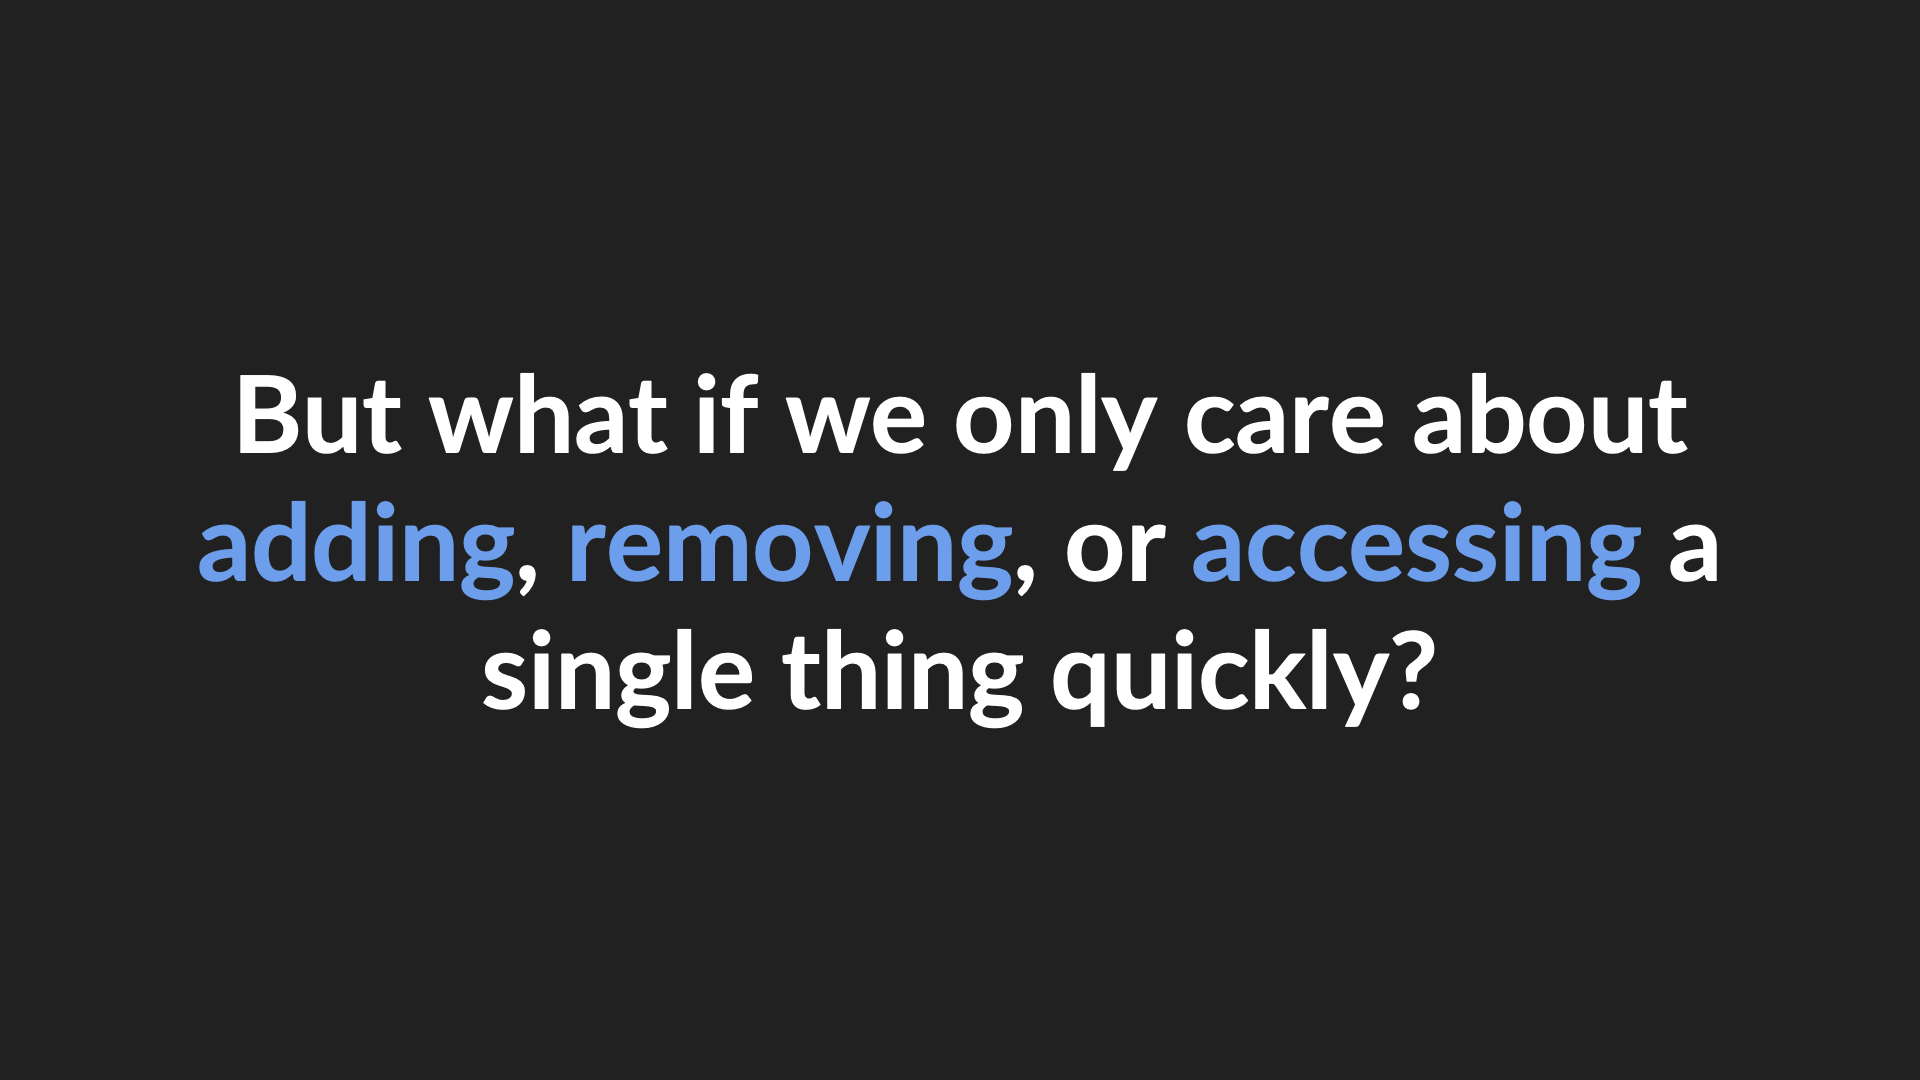 But what if we only care about
adding, removing, or accessing a
single thing quickly?